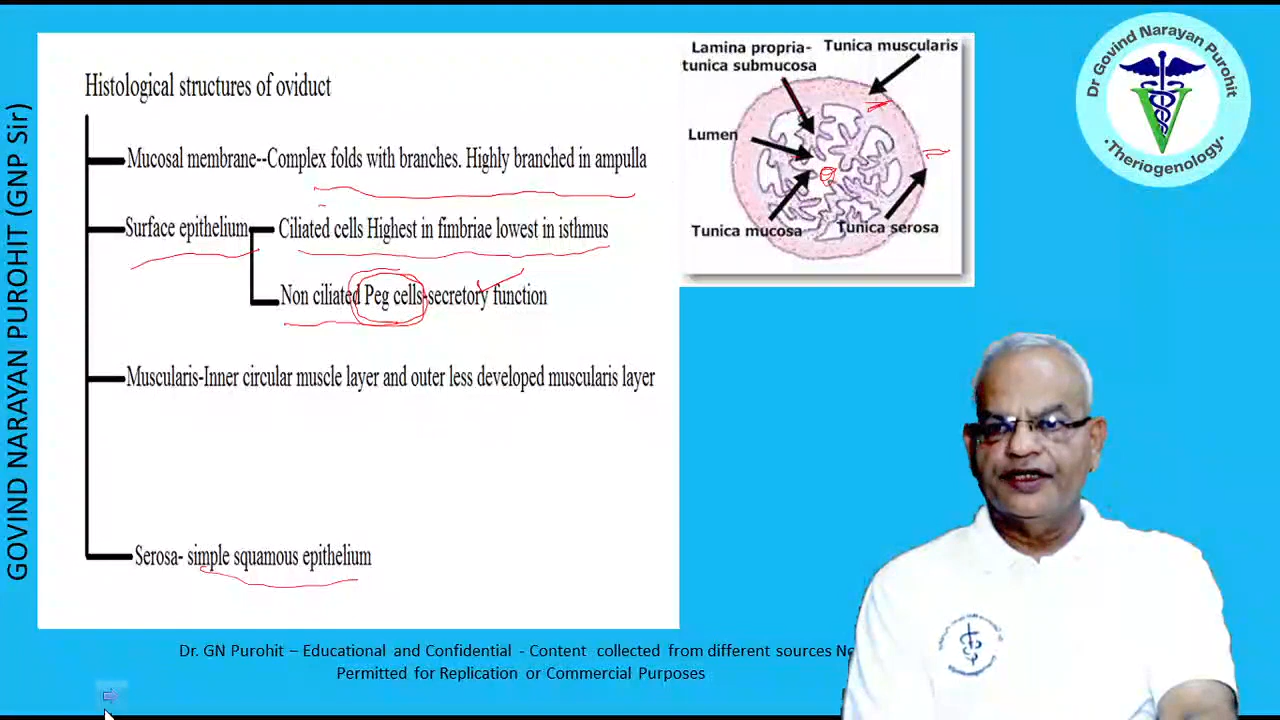 GOVIND NARAYAN PUROHIT (GNP Sir)
Histological structures of oviduct
Mucosal membrane--Complex folds with branches. Highly branched in ampulla
Surface epithelium
Ciliated cells Highest in fimbriae lowest in isthmus
Non ciliated Peg cells-secretory function
Muscularis-Inner circular muscle layer and outer less developed muscularis layer
Serosa- simple squamous epithelium
Lamina propria-
tunica submucosa
Tunica muscularis
Lumen
Tunica mucosa
Tunica serosa
Dr Govind Narayan Purohit
·Theriogenology·
Dr. GN Purohit – Educational and Confidential - Content collected from different sources
Permitted for Replication or Commercial Purposes